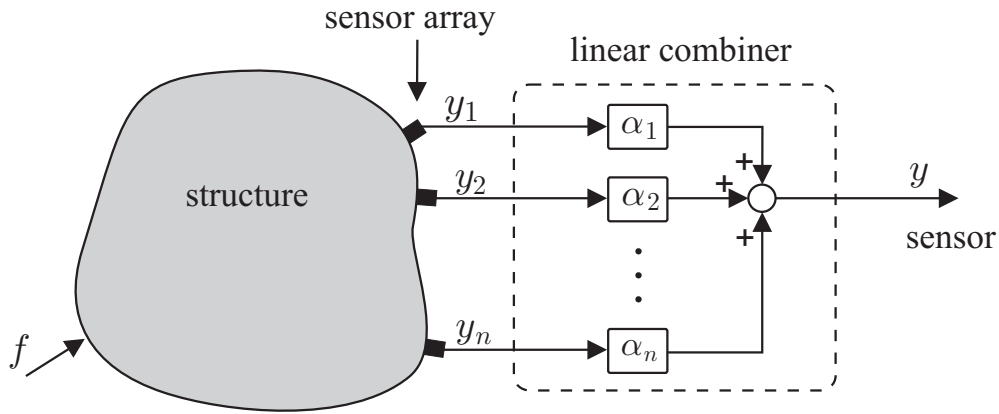 sensor array
linear combiner
y₁
α₁
+
structure
y₂
α₂
+
y
+
sensor
f
yₙ
αₙ